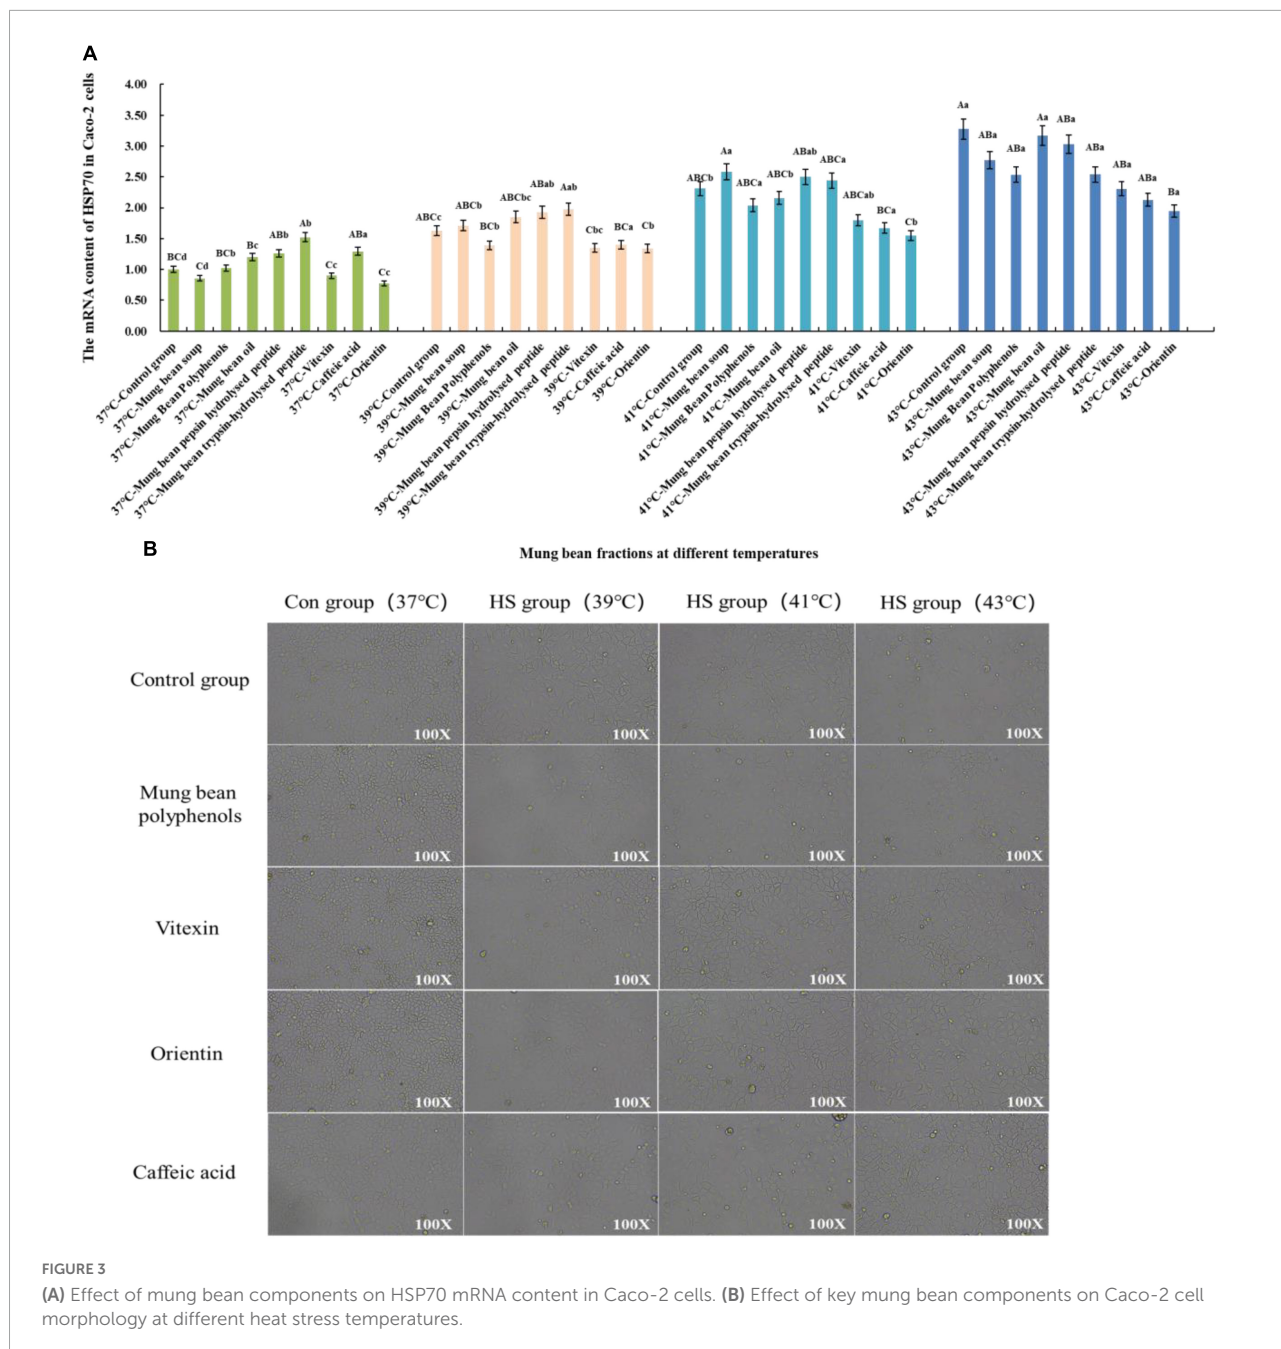 A
The mRNA content of HSP70 in Caco-2 cells
4.00
3.50
3.00
2.50
2.00
1.50
1.00
0.50
0.00
BCd Cd BCb Bc ABb Ab Cc ABa Cc
ABCc ABCb BCb ABCbc ABab Aab Cbc BCa Cb
ABCb Aa ABCa ABCb ABab ABCa ABCab BCa Cb
Aa ABa ABa Aa ABa ABa ABa ABa Ba
37°C-Control group
37°C-Mung bean soup
37°C-Mung Bean Polyphenols
37°C-Mung bean oil
37°C-Mung bean pepsin hydrolysed peptide
37°C-Mung bean trypsin-hydrolysed peptide
37°C-Vitexin
37°C-Caffeic acid
37°C-Orientin
39°C-Control group
39°C-Mung bean soup
39°C-Mung Bean Polyphenols
39°C-Mung bean oil
39°C-Mung bean pepsin hydrolysed peptide
39°C-Mung bean trypsin-hydrolysed peptide
39°C-Vitexin
39°C-Caffeic acid
39°C-Orientin
41°C-Control group
41°C-Mung bean soup
41°C-Mung Bean Polyphenols
41°C-Mung bean oil
41°C-Mung bean pepsin hydrolysed peptide
41°C-Mung bean trypsin-hydrolysed peptide
41°C-Vitexin
41°C-Caffeic acid
41°C-Orientin
43°C-Control group
43°C-Mung bean soup
43°C-Mung Bean Polyphenols
43°C-Mung bean oil
43°C-Mung bean pepsin hydrolysed peptide
43°C-Mung bean trypsin-hydrolysed peptide
43°C-Vitexin
43°C-Caffeic acid
43°C-Orientin
Mung bean fractions at different temperatures
B
Con group (37°C) HS group (39°C) HS group (41°C) HS group (43°C)
Control group
100X 100X 100X 100X
Mung bean
polyphenols
100X 100X 100X 100X
Vitexin
100X 100X 100X 100X
Orientin
100X 100X 100X 100X
Caffeic acid
100X 100X 100X 100X
FIGURE 3
(A) Effect of mung bean components on HSP70 mRNA content in Caco-2 cells. (B) Effect of key mung bean components on Caco-2 cell
morphology at different heat stress temperatures.